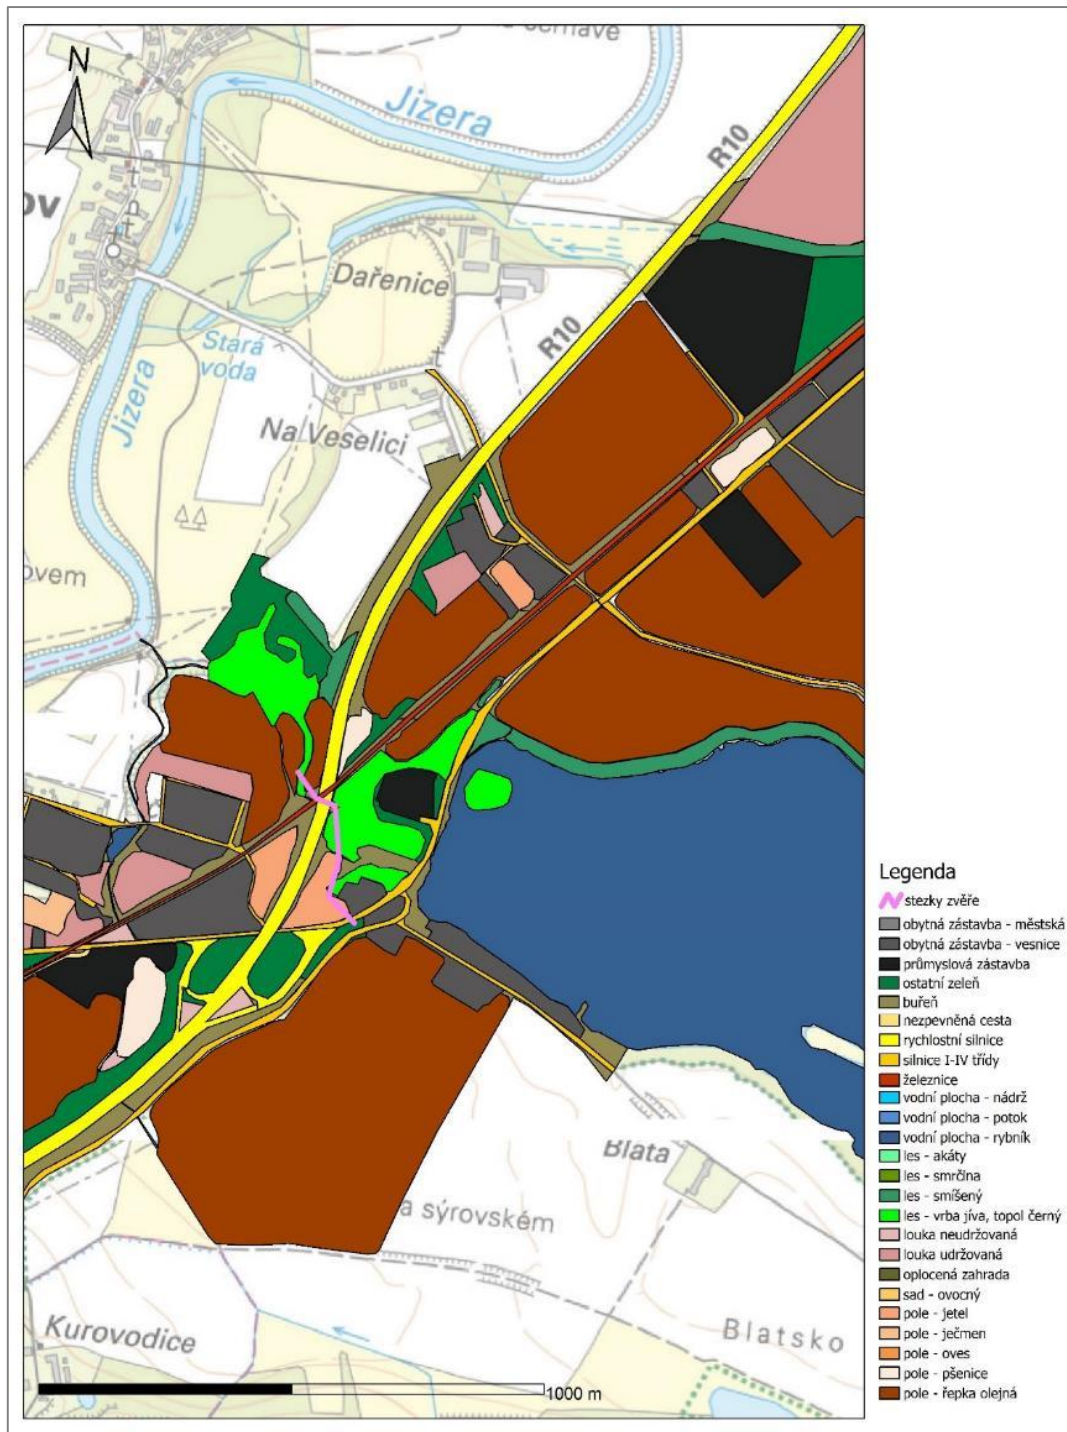 N
Jizera
R10
ov
Dařenice
R10
Stará
voda
Jizera
Na Veselici
ovem
Legenda
stezky zvěře
obytná zástavba - městská
obytná zástavba - vesnice
průmyslová zástavba
ostatní zeleň
buřeň
nezpevněná cesta
rychlostní silnice
silnice I-IV třídy
železnice
vodní plocha - nádrž
vodní plocha - potok
vodní plocha - rybník
les - akáty
les - smrčina
les - smíšený
les - vrba jíva, topol černý
louka neudržovaná
louka udržovaná
oplocená zahrada
sad - ovocný
pole - jetel
pole - ječmen
pole - oves
pole - pšenice
pole - řepka olejná
Blata
a sýrovském
Kurovodice
Blatsko
1000 m